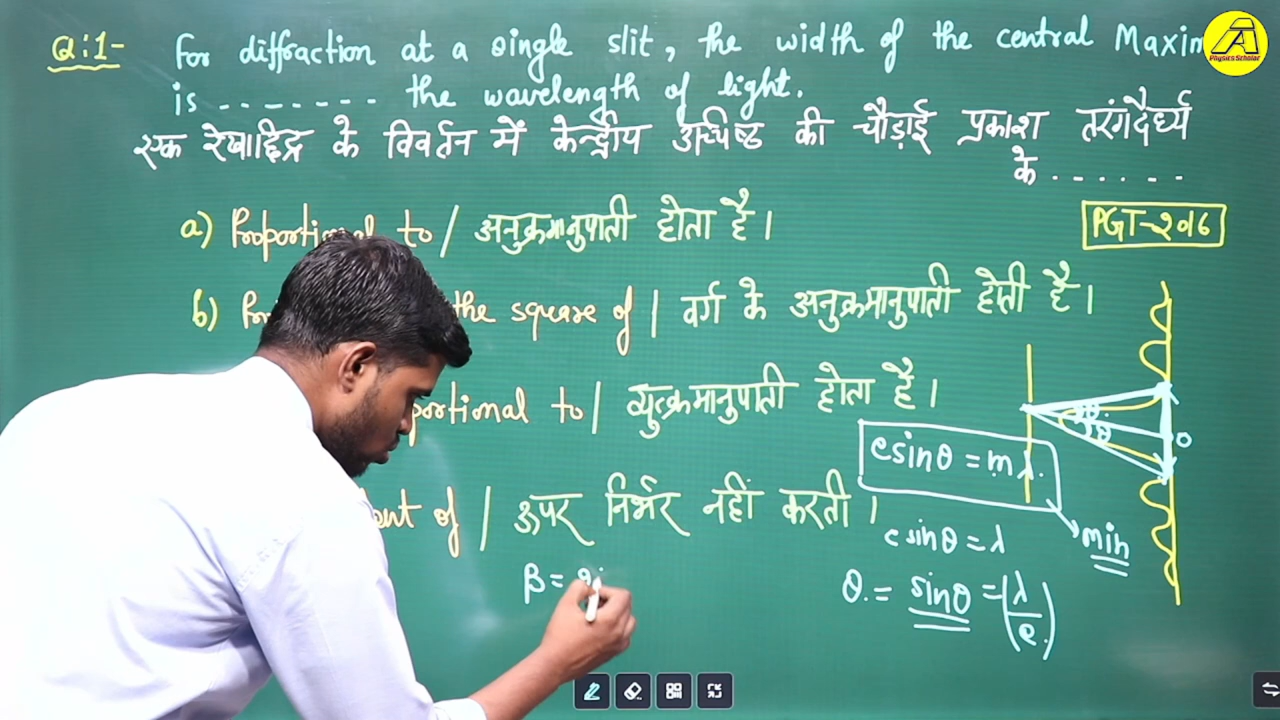 Q:1- For diffraction at a single slit, the width of the central Maxim
is -------- the wavelength of light.
एक रेखाछिद्र के विवर्तन में केन्द्रीय उच्चिष्ठ की चौड़ाई प्रकाश तरंगदैर्ध्य
के ......
a) Proportional to / अनुक्रमानुपाती होता है।
PGT-2016
b) the square of / वर्ग के अनुक्रमानुपाती होती है।
portional to / व्युत्क्रमानुपाती होता है।
esinθ = mλ.
ent of / ऊपर निर्भर नहीं करती।
e sinθ = λ
min
β =
θ. = sinθ = (λ/e.)
θ
θ
0
A
Physics Scholar